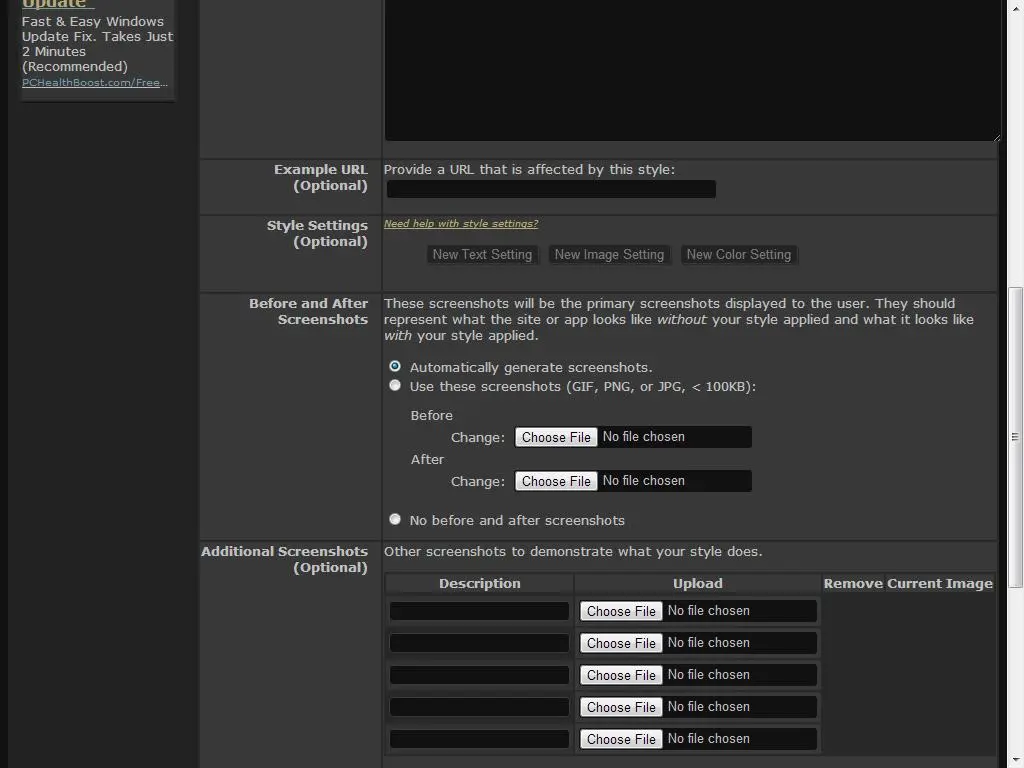 Update
Fast & Easy Windows
Update Fix. Takes Just
2 Minutes
(Recommended)
PCHealthBoost.com/Free...
Example URL
(Optional)
Provide a URL that is affected by this style:
Style Settings
(Optional)
Need help with style settings?
New Text Setting New Image Setting New Color Setting
Before and After
Screenshots
These screenshots will be the primary screenshots displayed to the user. They should
represent what the site or app looks like without your style applied and what it looks like
with your style applied.
Automatically generate screenshots.
Use these screenshots (GIF, PNG, or JPG, < 100KB):
Before
Change: Choose File No file chosen
After
Change: Choose File No file chosen
No before and after screenshots
Additional Screenshots
(Optional)
Other screenshots to demonstrate what your style does.
Description Upload Remove Current Image
Choose File No file chosen
Choose File No file chosen
Choose File No file chosen
Choose File No file chosen
Choose File No file chosen